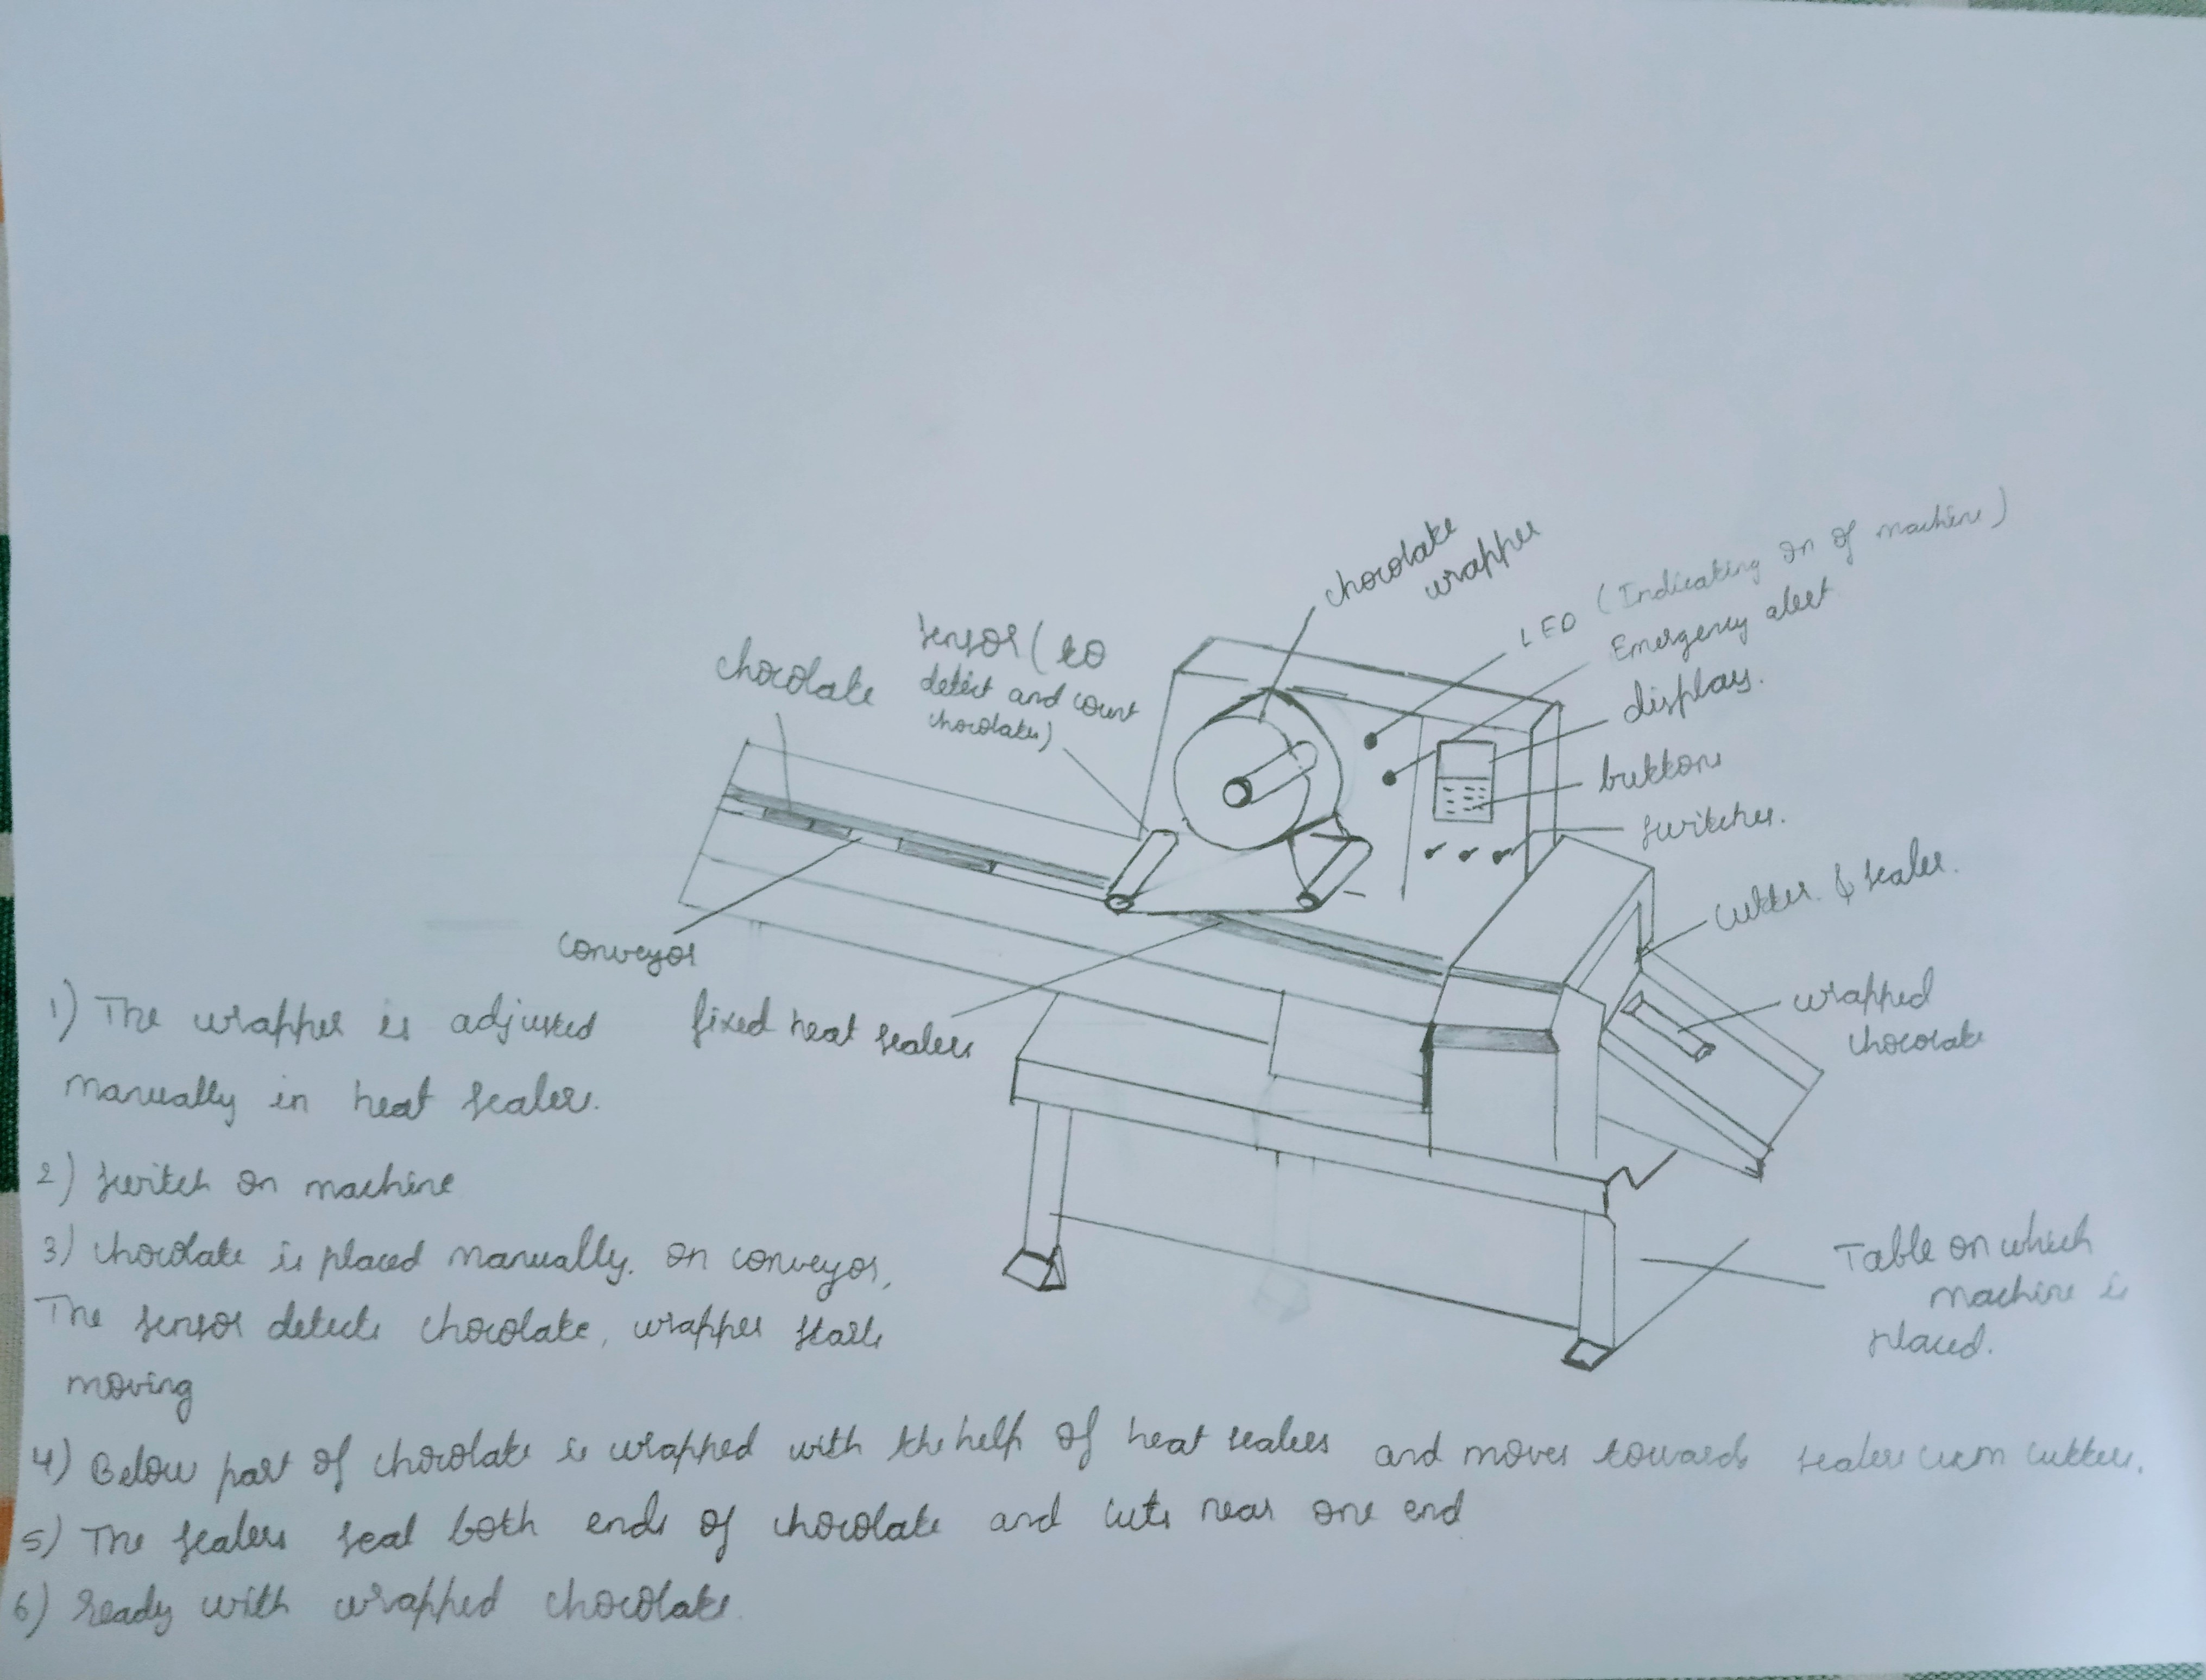 chocolate
wrapper
LED (Indicating on of machine)
Emergency alert
display.
buttons
switches.
cutter & sealer.
wrapped
chocolate
Sensor (to
detect and count
chocolates)
chocolate
conveyor
fixed heat sealers
Table on which
machine is
placed.
1) The wrapper is adjusted
manually in heat sealer.
2) switch on machine
3) chocolate is placed manually. on conveyor,
The sensor detects chocolate, wrapper starts
moving
4) Below part of chocolate is wrapped with the help of heat sealers and moves towards sealers cum cutters.
5) The sealers seal both ends of chocolate and cuts near one end
6) ready with wrapped chocolate.